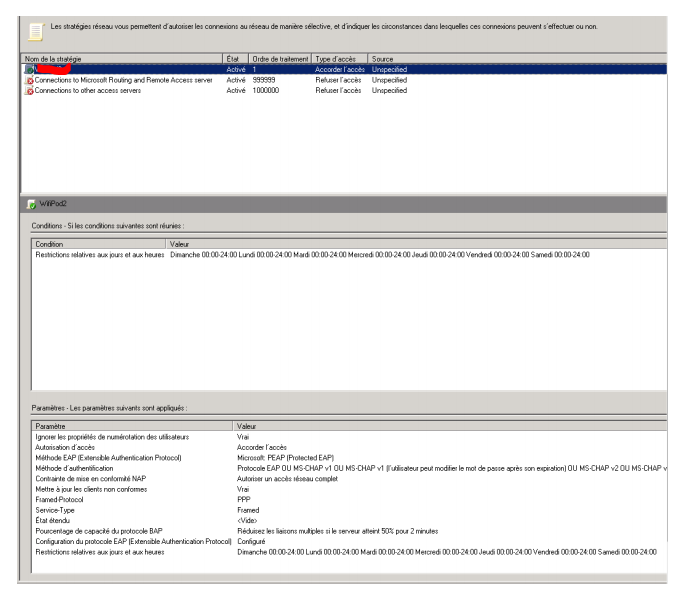 Les stratégies réseau vous permettent d'autoriser les connexions au réseau de manière sélective, et d'indiquer les circonstances dans lesquelles ces connexions peuvent s'effectuer ou non.
Nom de la stratégie État Ordre de traitement Type d'accès Source
Activé 1 Accorder l'accès Unspecified
Connections to Microsoft Routing and Remote Access server Activé 999999 Refuser l'accès Unspecified
Connections to other access servers Activé 1000000 Refuser l'accès Unspecified
WifiPod2
Conditions - Si les conditions suivantes sont réunies :
Condition Valeur
Restrictions relatives aux jours et aux heures Dimanche 00:00-24:00 Lundi 00:00-24:00 Mardi 00:00-24:00 Mercredi 00:00-24:00 Jeudi 00:00-24:00 Vendredi 00:00-24:00 Samedi 00:00-24:00
Paramètres - Les paramètres suivants sont appliqués :
Paramètre Valeur
Ignorer les propriétés de numérotation des utilisateurs Vrai
Autorisation d'accès Accorder l'accès
Méthode EAP (Extensible Authentication Protocol) Microsoft: PEAP (Protected EAP)
Méthode d'authentification Protocole EAP OU MS-CHAP v1 OU MS-CHAP v1 (l'utilisateur peut modifier le mot de passe après son expiration) OU MS-CHAP v2 OU MS-CHAP v
Contrainte de mise en conformité NAP Autoriser un accès réseau complet
Mettre à jour les clients non conformes Vrai
Framed-Protocol PPP
Service-Type Framed
État étendu <Vide>
Pourcentage de capacité du protocole BAP Réduisez les liaisons multiples si le serveur atteint 50% pour 2 minutes
Configuration du protocole EAP (Extensible Authentication Protocol) Configuré
Restrictions relatives aux jours et aux heures Dimanche 00:00-24:00 Lundi 00:00-24:00 Mardi 00:00-24:00 Mercredi 00:00-24:00 Jeudi 00:00-24:00 Vendredi 00:00-24:00 Samedi 00:00-24:00